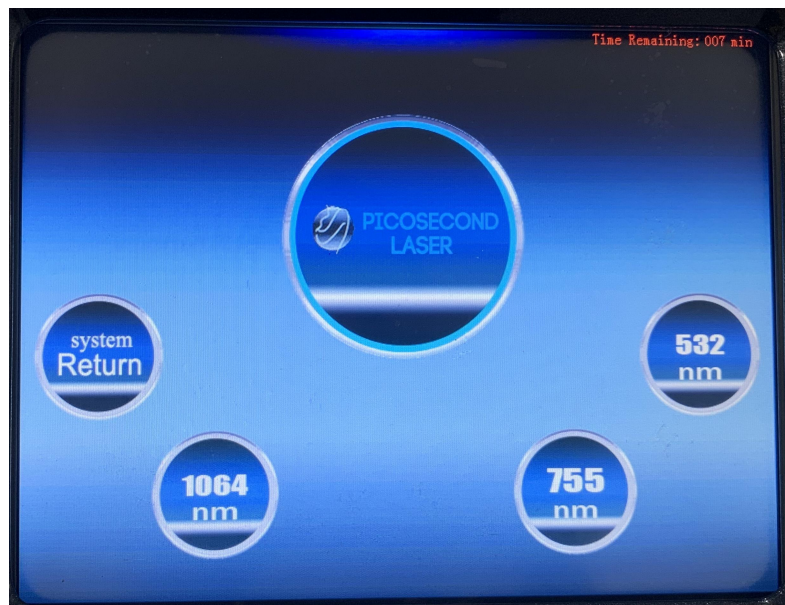 Time Remaining: 007 min
PICOSECOND
LASER
system
Return
532
nm
1064
nm
755
nm